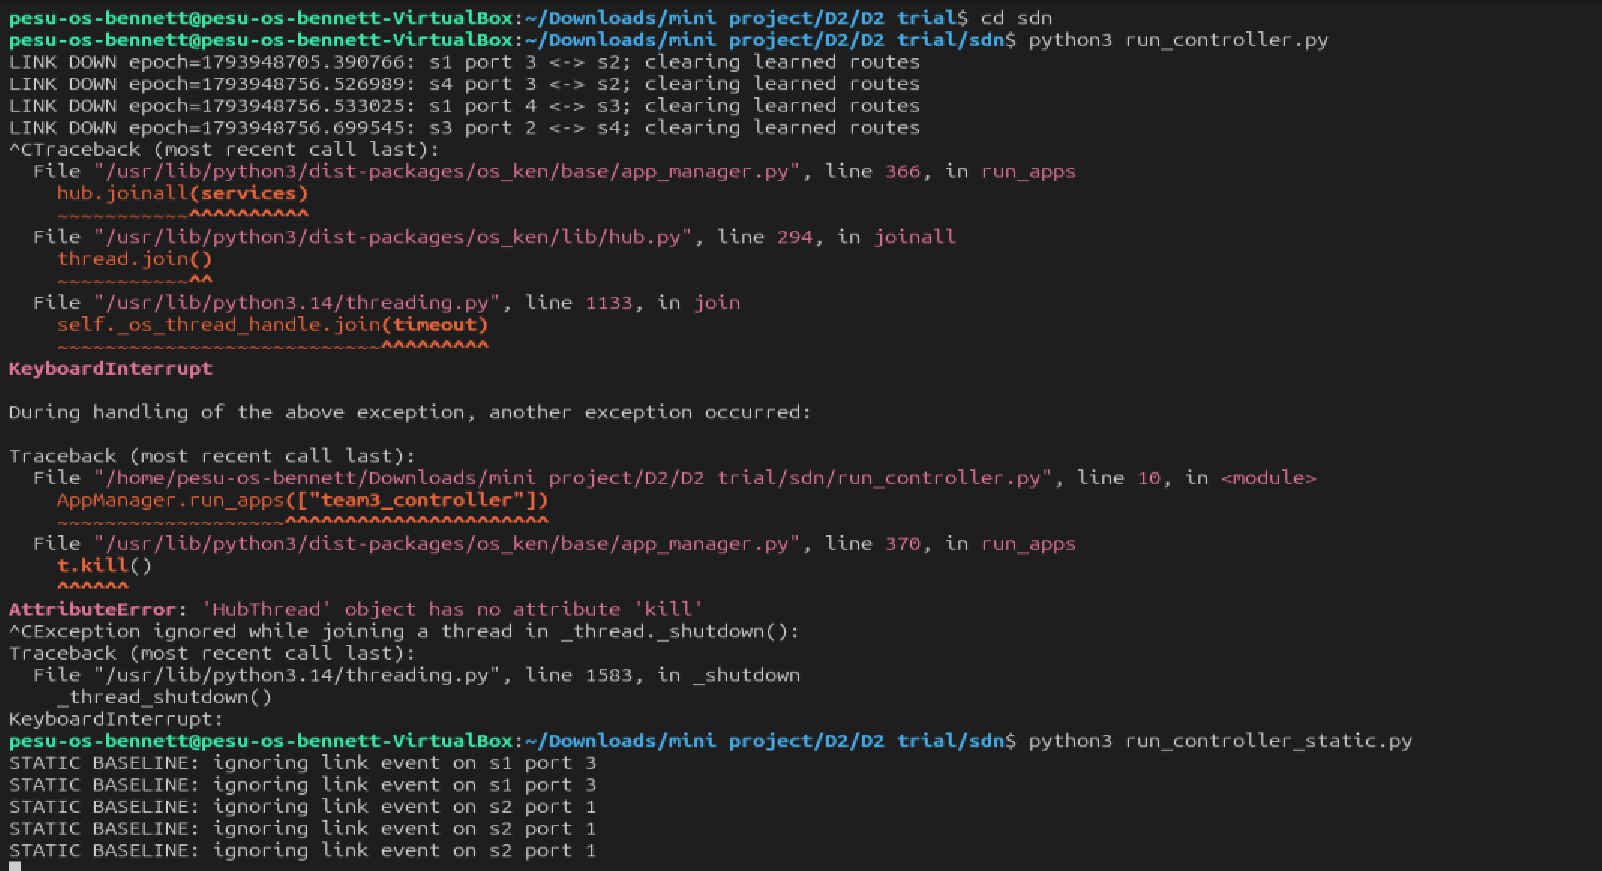 pesu-os-bennett@pesu-os-bennett-VirtualBox:~/Downloads/mini project/D2/D2 trial$ cd sdn
pesu-os-bennett@pesu-os-bennett-VirtualBox:~/Downloads/mini project/D2/D2 trial/sdn$ python3 run_controller.py
LINK DOWN epoch=1793948705.390766: s1 port 3 <-> s2; clearing learned routes
LINK DOWN epoch=1793948756.526989: s4 port 3 <-> s2; clearing learned routes
LINK DOWN epoch=1793948756.533025: s1 port 4 <-> s3; clearing learned routes
LINK DOWN epoch=1793948756.699545: s3 port 2 <-> s4; clearing learned routes
^CTraceback (most recent call last):
  File "/usr/lib/python3/dist-packages/os_ken/base/app_manager.py", line 366, in run_apps
    hub.joinall(services)
    ~~~~~~~~~~~^^^^^^^^^^
  File "/usr/lib/python3/dist-packages/os_ken/lib/hub.py", line 294, in joinall
    thread.join()
    ~~~~~~~~~~~^^
  File "/usr/lib/python3.14/threading.py", line 1133, in join
    self._os_thread_handle.join(timeout)
    ~~~~~~~~~~~~~~~~~~~~~~~~~~~^^^^^^^^^
KeyboardInterrupt

During handling of the above exception, another exception occurred:

Traceback (most recent call last):
  File "/home/pesu-os-bennett/Downloads/mini project/D2/D2 trial/sdn/run_controller.py", line 10, in <module>
    AppManager.run_apps(["team3_controller"])
    ~~~~~~~~~~~~~~~~~~~^^^^^^^^^^^^^^^^^^^^^^
  File "/usr/lib/python3/dist-packages/os_ken/base/app_manager.py", line 370, in run_apps
    t.kill()
    ^^^^^^
AttributeError: 'HubThread' object has no attribute 'kill'
^CException ignored while joining a thread in _thread._shutdown():
Traceback (most recent call last):
  File "/usr/lib/python3.14/threading.py", line 1583, in _shutdown
    _thread_shutdown()
KeyboardInterrupt:
pesu-os-bennett@pesu-os-bennett-VirtualBox:~/Downloads/mini project/D2/D2 trial/sdn$ python3 run_controller_static.py
STATIC BASELINE: ignoring link event on s1 port 3
STATIC BASELINE: ignoring link event on s1 port 3
STATIC BASELINE: ignoring link event on s2 port 1
STATIC BASELINE: ignoring link event on s2 port 1
STATIC BASELINE: ignoring link event on s2 port 1